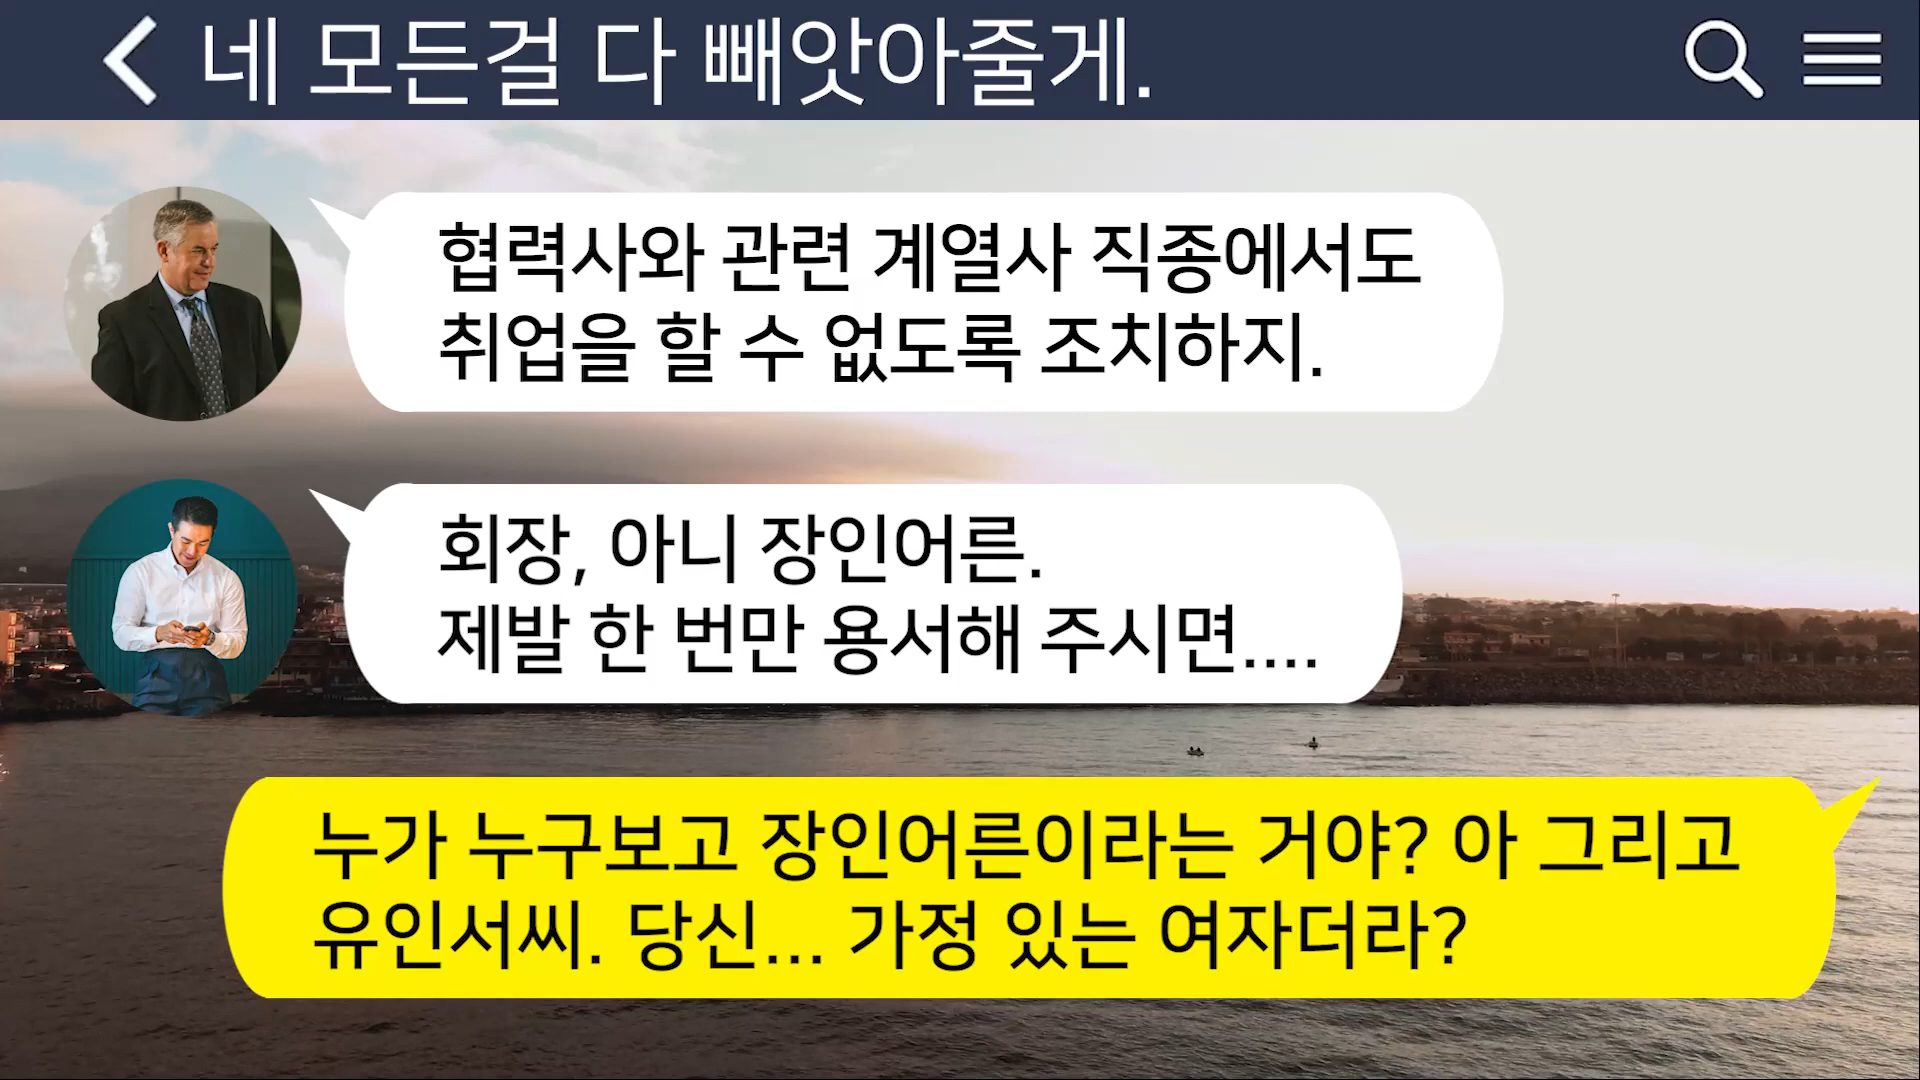 네 모든걸 다 빼앗아줄게.
협력사와 관련 계열사 직종에서도
취업을 할 수 없도록 조치하지.
회장, 아니 장인어른.
제발 한 번만 용서해 주시면....
누가 누구보고 장인어른이라는 거야? 아 그리고
유인서씨. 당신... 가정 있는 여자더라?